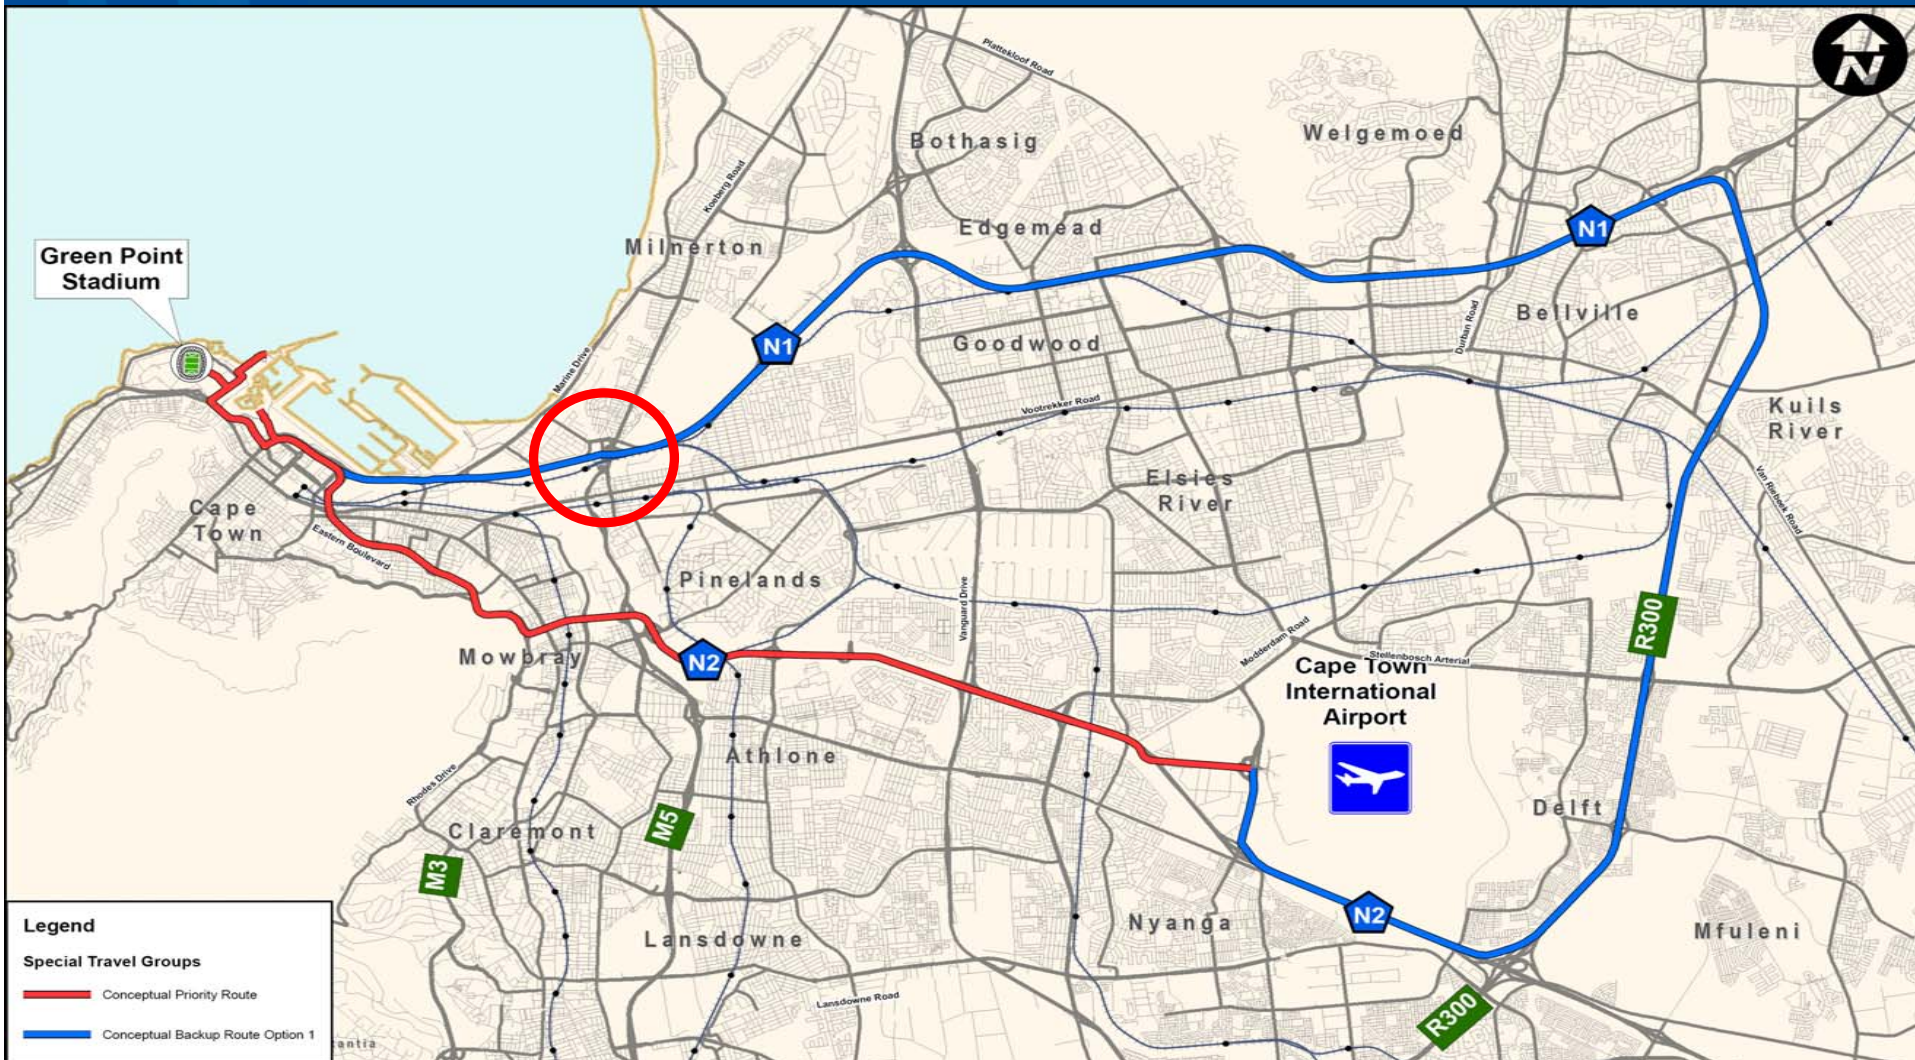 N
Plattekloof Road
Welgemoed
Bothasig
Koeberg Road
Edgemead
N1
Milnerton
Green Point
Stadium
Bellville
Durban Road
N1
Goodwood
Marine Drive
Vootrekker Road
Kuils
River
Elsies
River
Van Riebeek Road
Cape
Town
Eastern Boulevard
Pinelands
Vanguard Drive
R300
Modderdam Road
Mowbray
N2
Stellenbosch Arterial
Cape Town
International
Airport
Athlone
Rhodes Drive
Delft
Claremont
M5
M3
Nyanga
N2
Mfuleni
Lansdowne
Lansdowne Road
R300
Legend
Special Travel Groups
Conceptual Priority Route
Conceptual Backup Route Option 1
antia